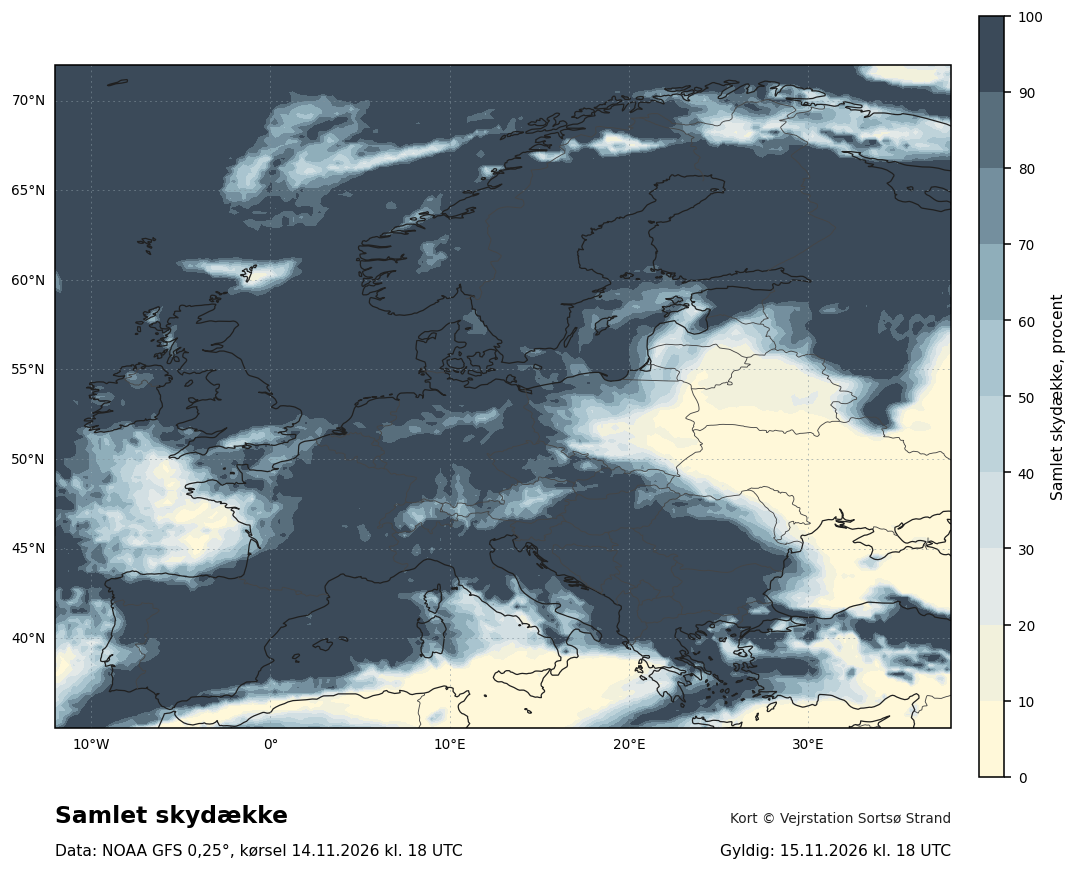 100
90
80
70
60
50
40
30
20
10
0
Samlet skydække, procent
70°N
65°N
60°N
55°N
50°N
45°N
40°N
10°W
0°
10°E
20°E
30°E
Samlet skydække
Kort © Vejrstation Sortsø Strand
Data: NOAA GFS 0,25°, kørsel 14.11.2026 kl. 18 UTC
Gyldig: 15.11.2026 kl. 18 UTC